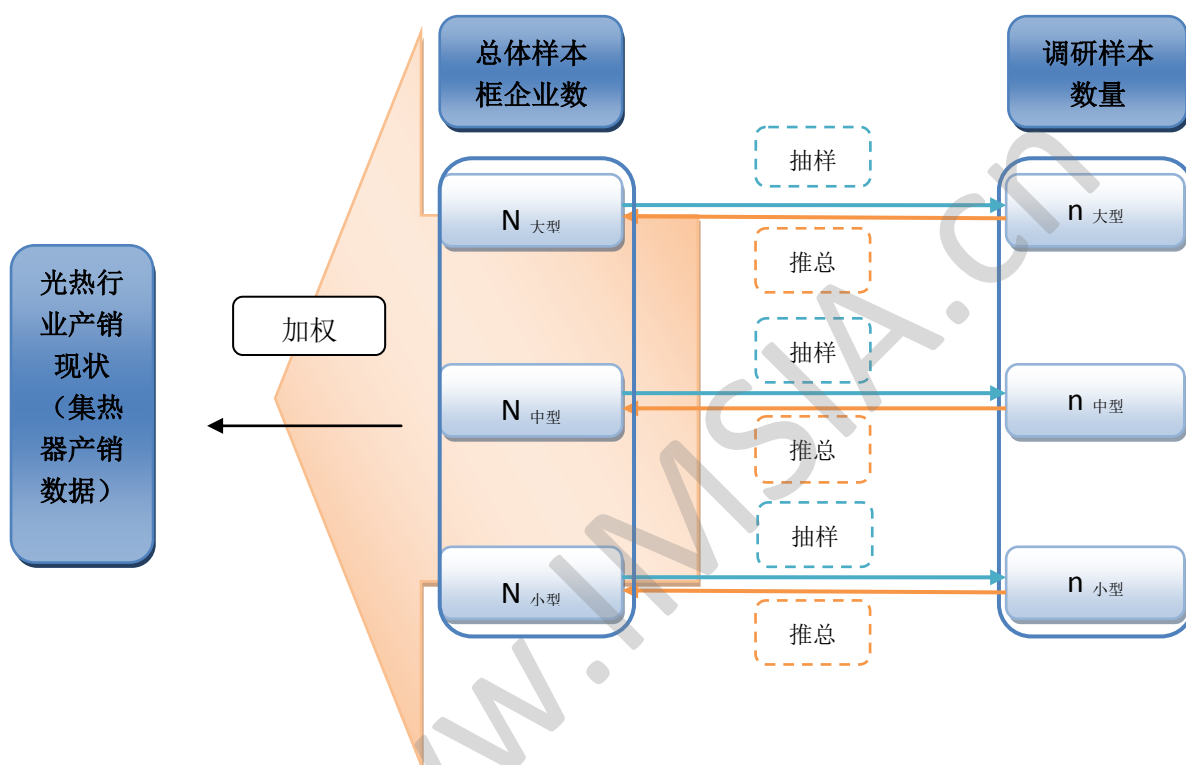 总体样本
框企业数
调研样本
数量
抽样
N 大型
n 大型
推总
光热行
业产销
现状
（集热
器产销
数据）
加权
抽样
N 中型
n 中型
推总
抽样
N 小型
n 小型
推总
w.IMSIA.cn